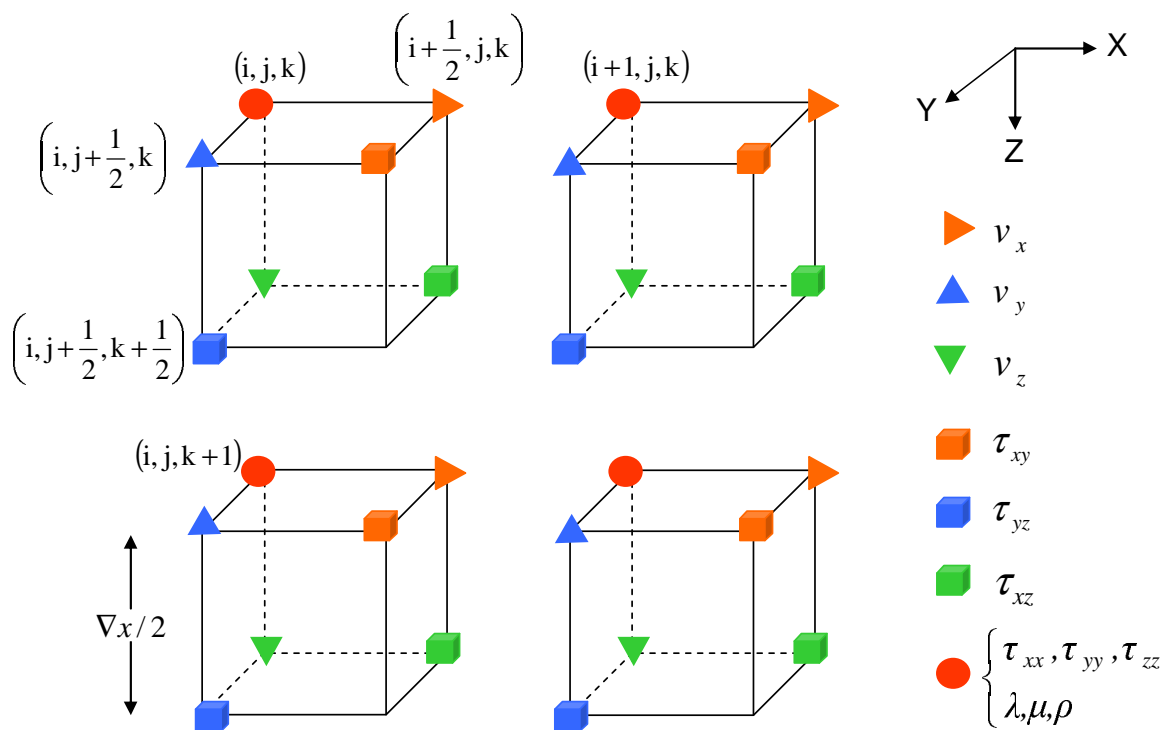 (i, j, k)
(i + 1/2, j, k)
(i +1, j, k)
X
Y
Z
(i, j + 1/2, k)
(i, j + 1/2, k + 1/2)
(i, j, k +1)
∇x / 2
v_x
v_y
v_z
τ_xy
τ_yz
τ_xz
τ_xx , τ_yy , τ_zz
λ,μ,ρ